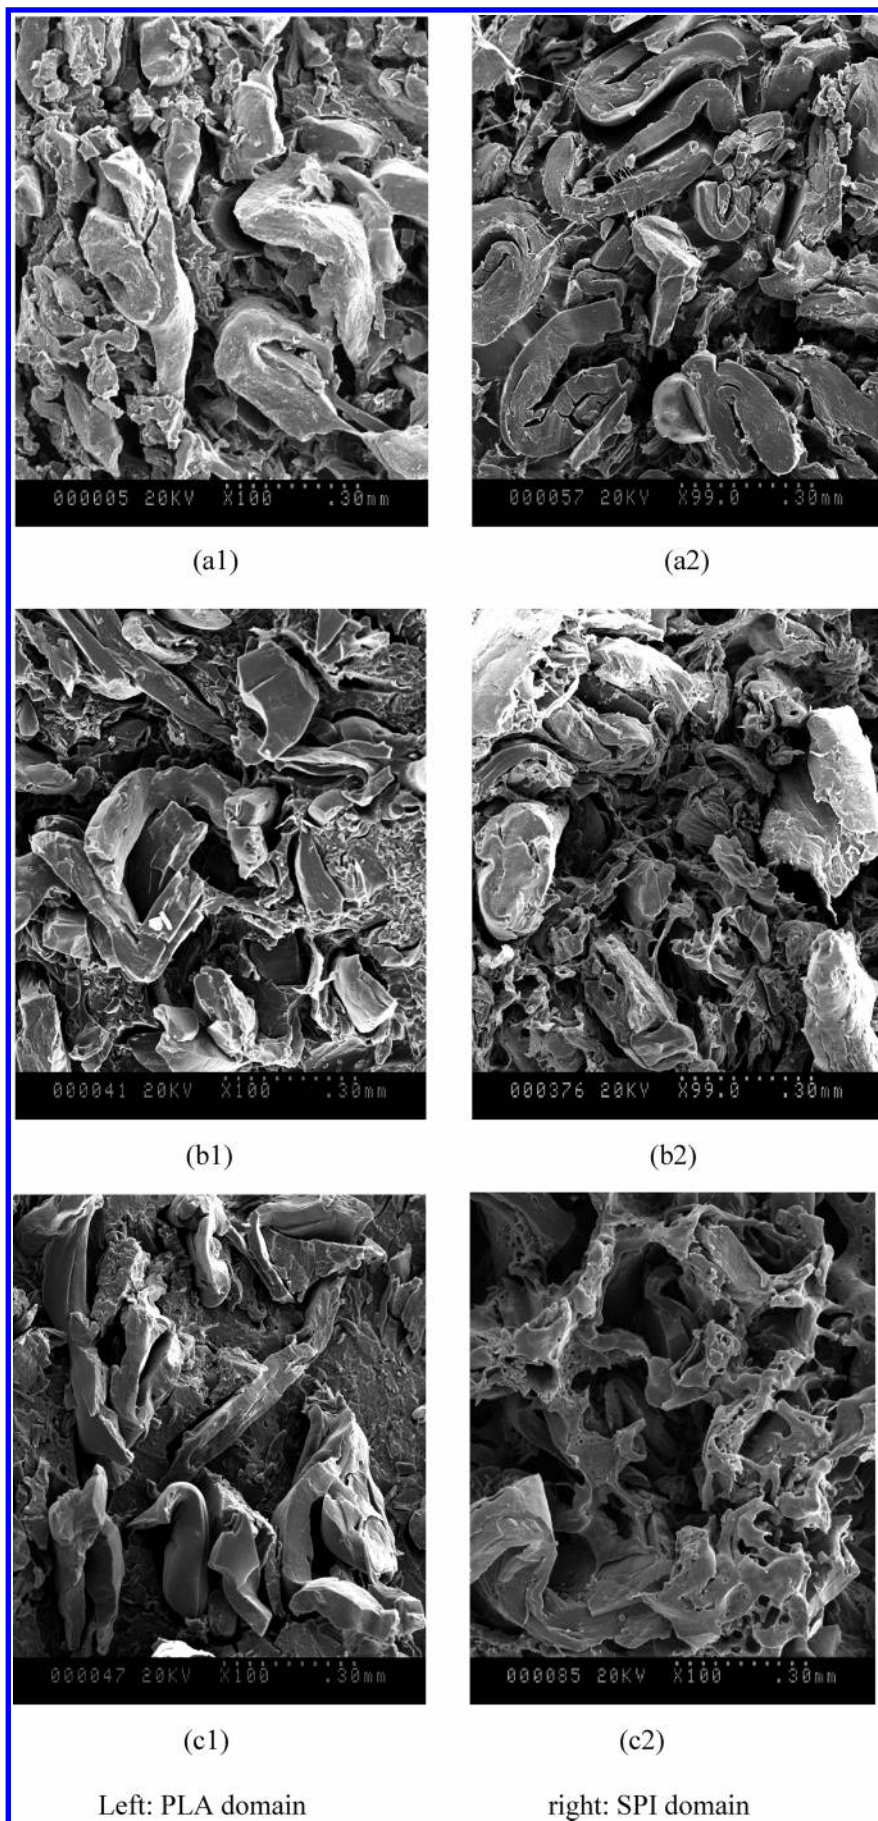 000005 20KV X100 .30mm
000057 20KV X99.0 .30mm
(a1)
(a2)
000041 20KV X100 .30mm
000376 20KV X99.0 .30mm
(b1)
(b2)
000047 20KV X100 .30mm
000085 20KV X100 .30mm
(c1)
(c2)
Left: PLA domain
right: SPI domain